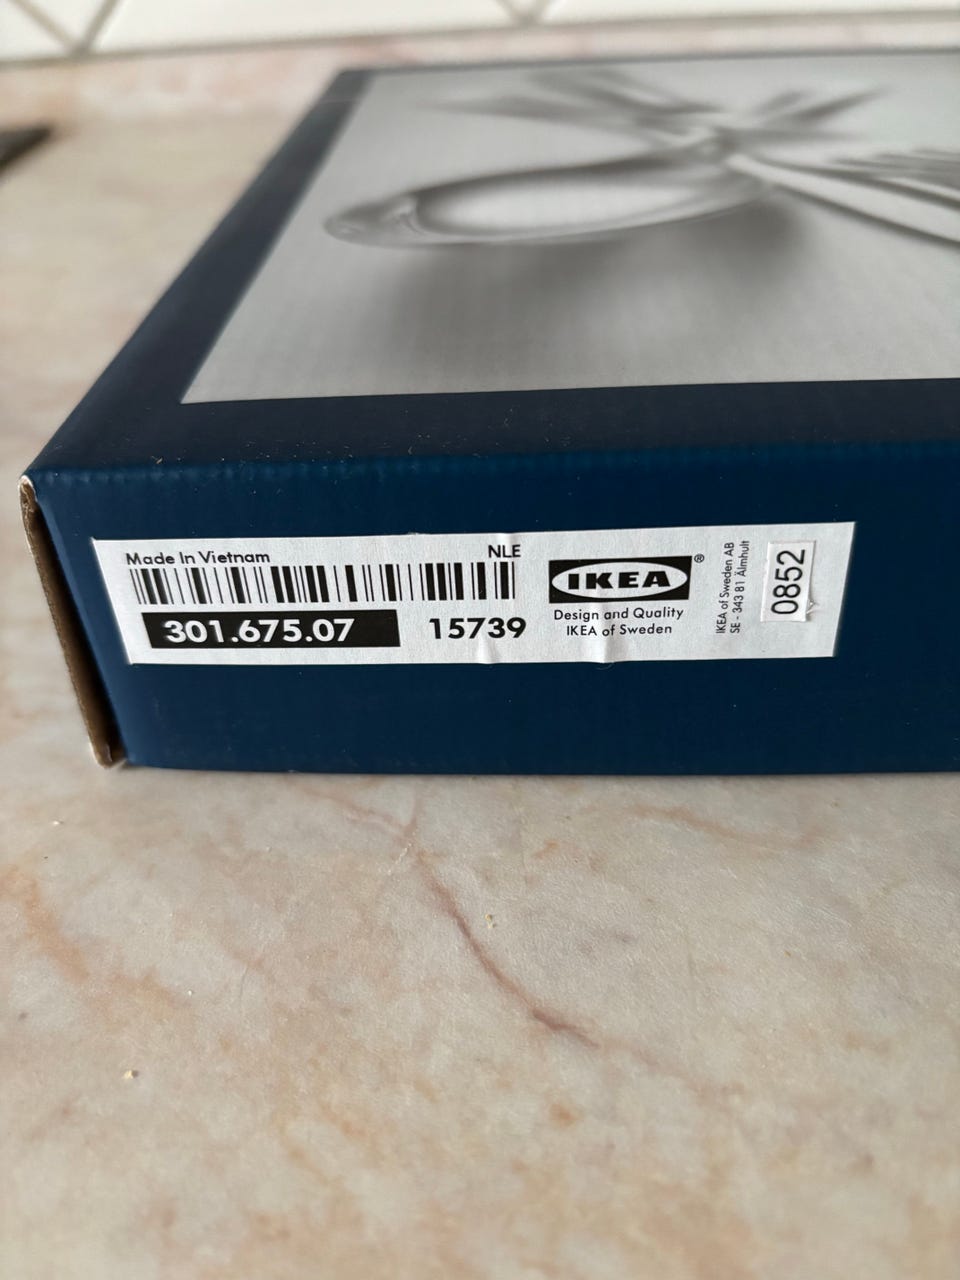 Made In Vietnam
NLE
301.675.07
15739
IKEA®
Design and Quality
IKEA of Sweden
IKEA of Sweden AB
SE - 343 81 Älmhult
0852